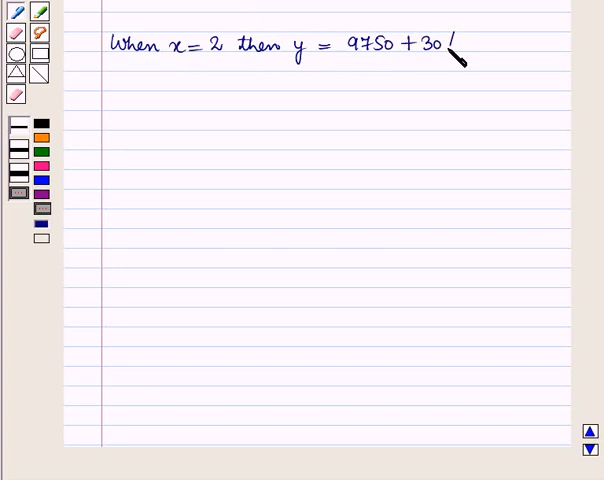 When x = 2 then y = 9750 + 30